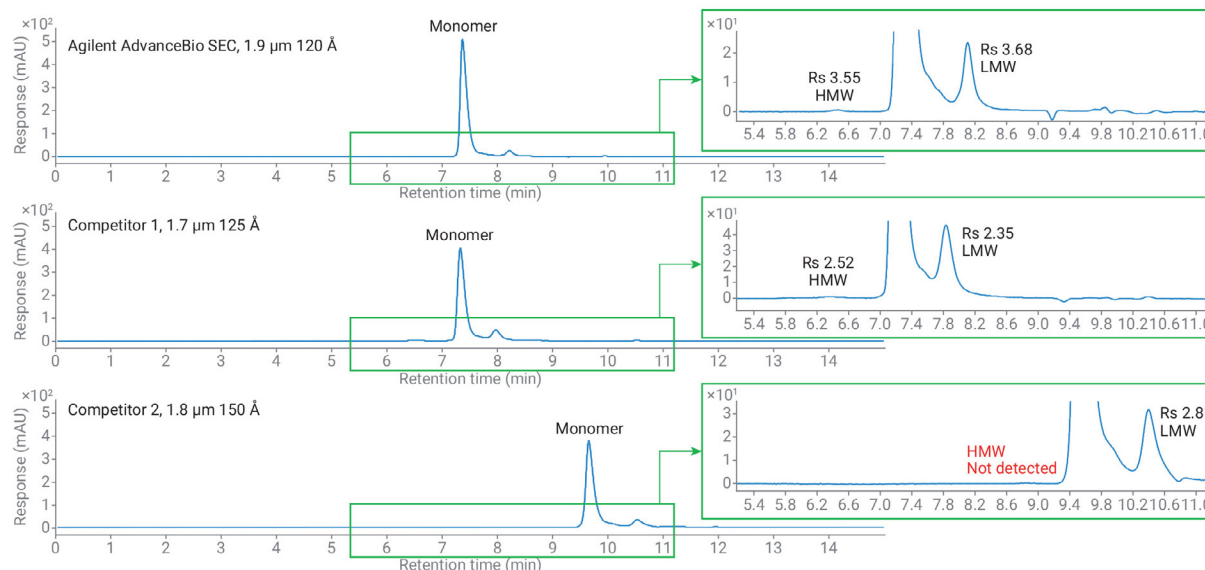 ×10²
Agilent AdvanceBio SEC, 1.9 µm 120 Å
Monomer
Response (mAU)
5
4
3
2
1
0
0 1 2 3 4 5 6 7 8 9 10 11 12 13 14
Retention time (min)
×10¹
Rs 3.55
HMW
Rs 3.68
LMW
2
1
0
5.4 5.8 6.2 6.6 7.0 7.4 7.8 8.2 8.6 9.0 9.4 9.8 10.2 10.6 11.0
×10²
Competitor 1, 1.7 µm 125 Å
Monomer
Response (mAU)
5
4
3
2
1
0
0 1 2 3 4 5 6 7 8 9 10 11 12 13 14
Retention time (min)
×10¹
Rs 2.52
HMW
Rs 2.35
LMW
4
3
2
1
0
5.4 5.8 6.2 6.6 7.0 7.4 7.8 8.2 8.6 9.0 9.4 9.8 10.2 10.6 11.0
×10²
Competitor 2, 1.8 µm 150 Å
Monomer
Response (mAU)
5
4
3
2
1
0
0 1 2 3 4 5 6 7 8 9 10 11 12 13 14
Retention time (min)
×10¹
HMW
Not detected
Rs 2.8
LMW
3
2
1
0
5.4 5.8 6.2 6.6 7.0 7.4 7.8 8.2 8.6 9.0 9.4 9.8 10.2 10.6 11.0